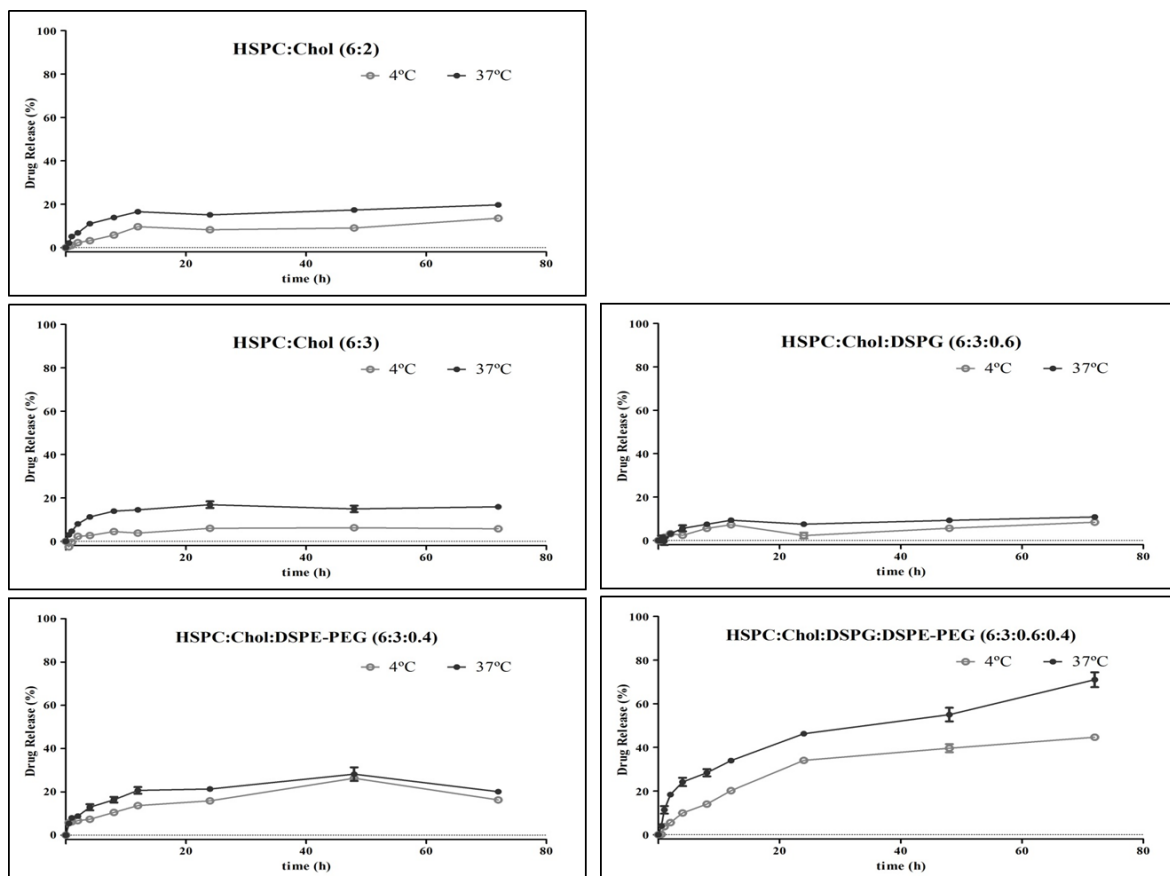 HSPC:Chol (6:2)
4ºC 37ºC
Drug Release (%)
100
80
60
40
20
0
20 40 60 80
time (h)
HSPC:Chol (6:3)
4ºC 37ºC
Drug Release (%)
100
80
60
40
20
0
20 40 60 80
time (h)
HSPC:Chol:DSPG (6:3:0.6)
4ºC 37ºC
Drug Release (%)
100
80
60
40
20
0
20 40 60 80
time (h)
HSPC:Chol:DSPE-PEG (6:3:0.4)
4ºC 37ºC
Drug Release (%)
100
80
60
40
20
0
20 40 60 80
time (h)
HSPC:Chol:DSPG:DSPE-PEG (6:3:0.6:0.4)
4ºC 37ºC
Drug Release (%)
100
80
60
40
20
0
20 40 60 80
time (h)